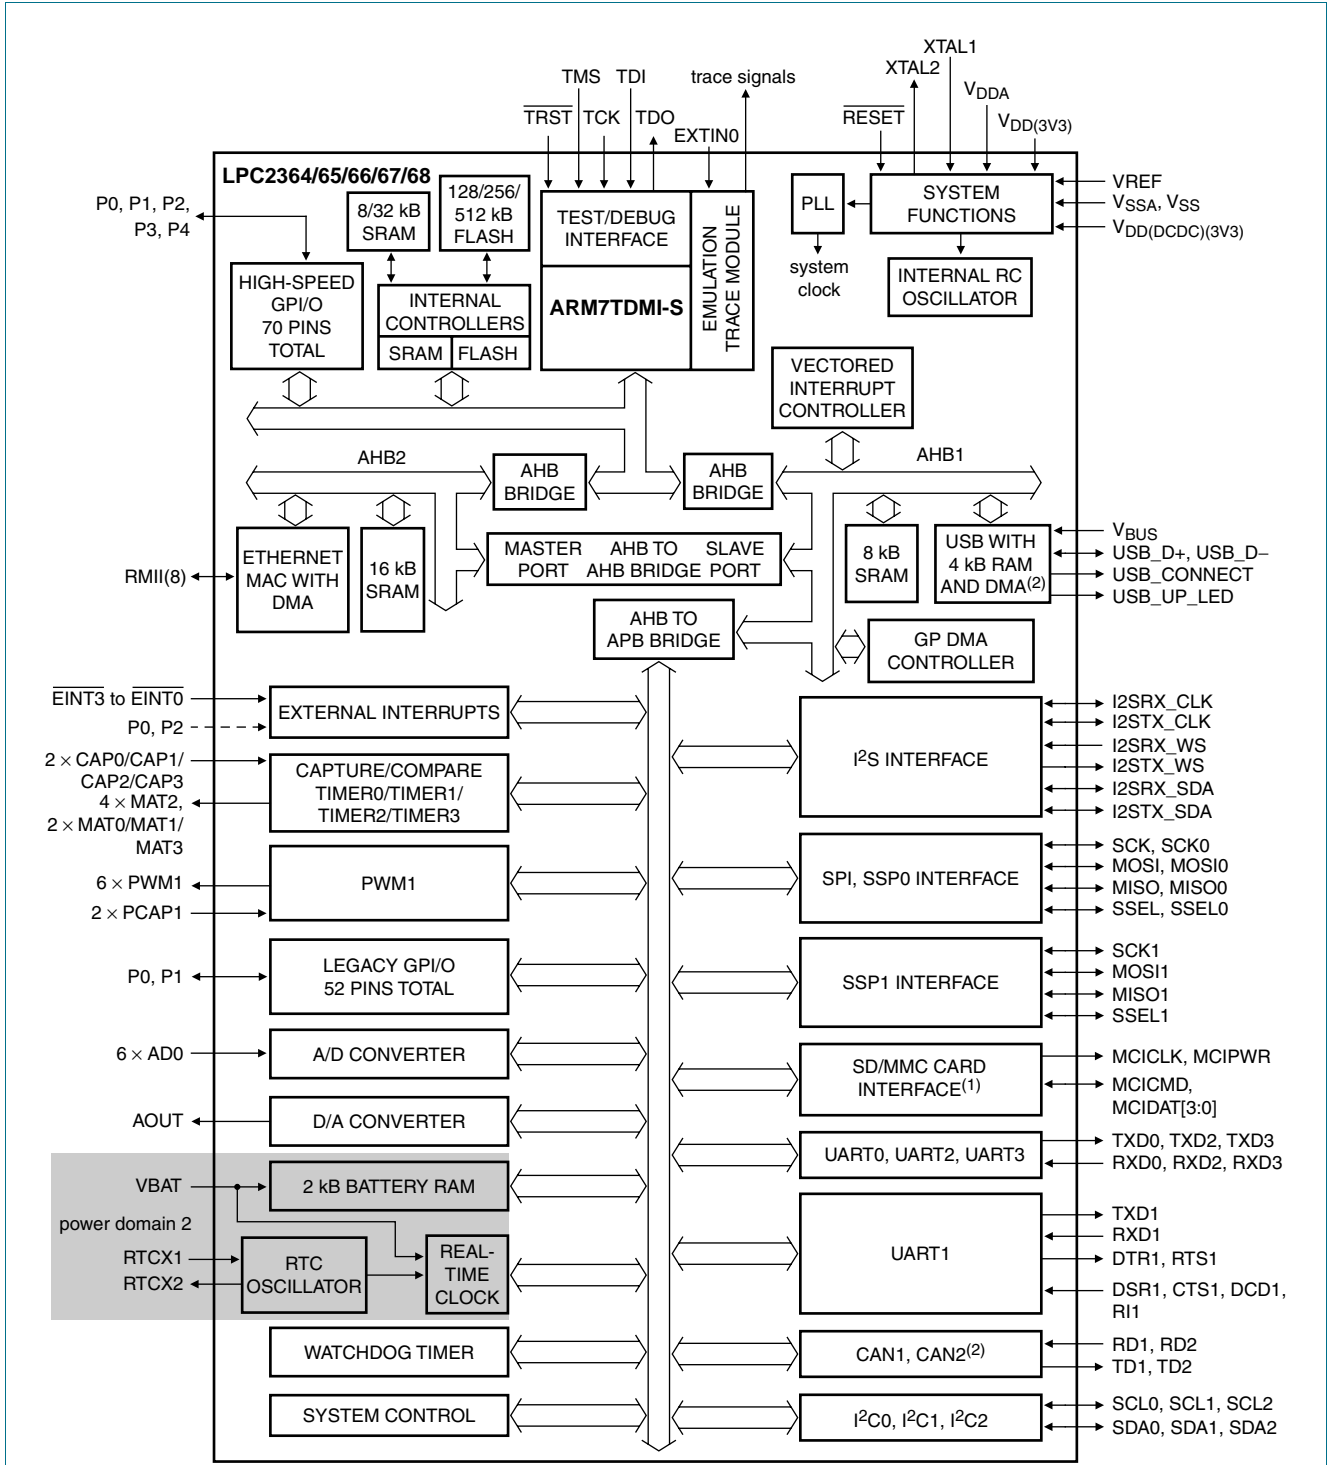 XTAL1
XTAL2
TMS TDI
trace signals
VDDA
TRST TCK TDO
RESET
VDD(3V3)
EXTIN0
LPC2364/65/66/67/68
P0, P1, P2,
P3, P4
8/32 kB
SRAM
128/256/
512 kB
FLASH
TEST/DEBUG
INTERFACE
EMULATION
TRACE MODULE
PLL
SYSTEM
FUNCTIONS
VREF
VSSA, VSS
VDD(DCDC)(3V3)
system
clock
HIGH-SPEED
GPI/O
70 PINS
TOTAL
INTERNAL
CONTROLLERS
SRAM FLASH
ARM7TDMI-S
INTERNAL RC
OSCILLATOR
VECTORED
INTERRUPT
CONTROLLER
AHB2
AHB
BRIDGE
AHB
BRIDGE
AHB1
ETHERNET
MAC WITH
DMA
RMII(8)
16 kB
SRAM
MASTER AHB TO SLAVE
PORT AHB BRIDGE PORT
8 kB
SRAM
USB WITH
4 kB RAM
AND DMA(2)
VBUS
USB_D+, USB_D−
USB_CONNECT
USB_UP_LED
AHB TO
APB BRIDGE
GP DMA
CONTROLLER
EINT3 to EINT0
P0, P2
EXTERNAL INTERRUPTS
I2S INTERFACE
I2SRX_CLK
I2STX_CLK
I2SRX_WS
I2STX_WS
I2SRX_SDA
I2STX_SDA
2 × CAP0/CAP1/
CAP2/CAP3
4 × MAT2,
2 × MAT0/MAT1/
MAT3
CAPTURE/COMPARE
TIMER0/TIMER1/
TIMER2/TIMER3
SPI, SSP0 INTERFACE
SCK, SCK0
MOSI, MOSI0
MISO, MISO0
SSEL, SSEL0
6 × PWM1
2 × PCAP1
PWM1
P0, P1
LEGACY GPI/O
52 PINS TOTAL
SSP1 INTERFACE
SCK1
MOSI1
MISO1
SSEL1
6 × AD0
A/D CONVERTER
SD/MMC CARD
INTERFACE(1)
MCICLK, MCIPWR
MCICMD,
MCIDAT[3:0]
AOUT
D/A CONVERTER
UART0, UART2, UART3
TXD0, TXD2, TXD3
RXD0, RXD2, RXD3
VBAT
2 kB BATTERY RAM
power domain 2
RTCX1
RTCX2
RTC
OSCILLATOR
REAL-
TIME
CLOCK
UART1
TXD1
RXD1
DTR1, RTS1
DSR1, CTS1, DCD1,
RI1
WATCHDOG TIMER
CAN1, CAN2(2)
RD1, RD2
TD1, TD2
SYSTEM CONTROL
I2C0, I2C1, I2C2
SCL0, SCL1, SCL2
SDA0, SDA1, SDA2